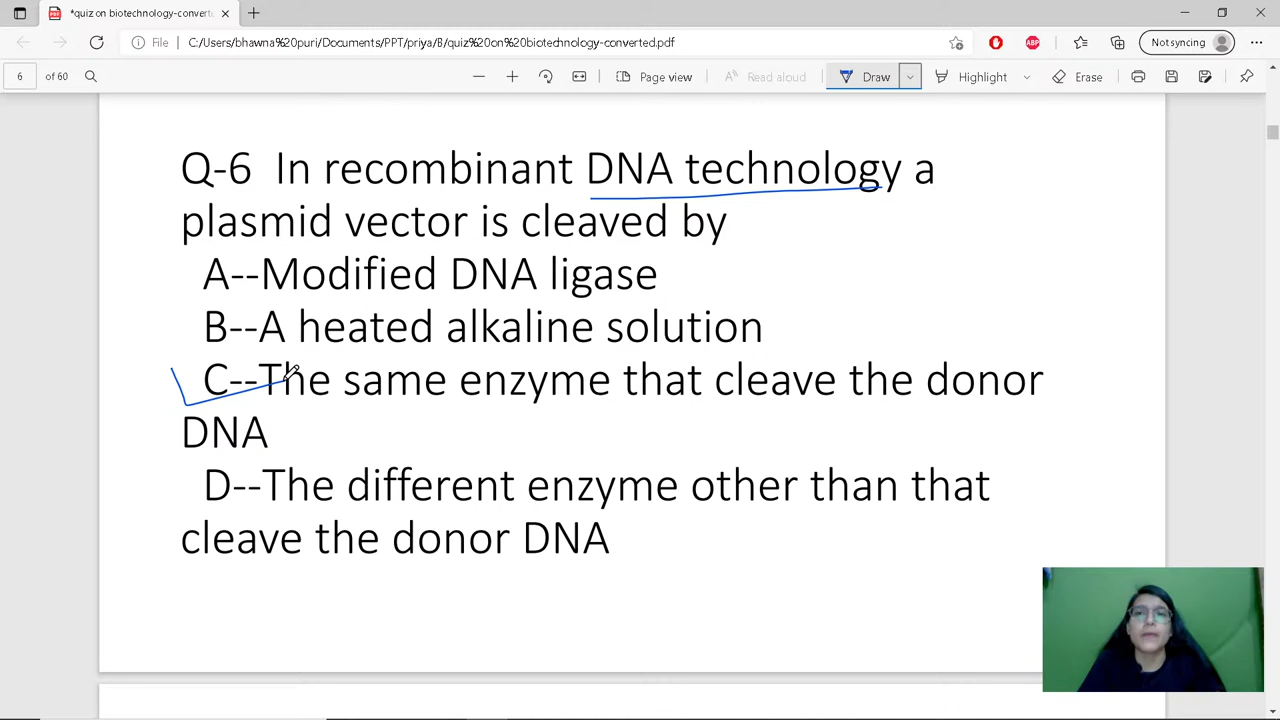 *quiz on biotechnology-converte
File
C:/Users/bhawna%20puri/Documents/PPT/priya/B/quiz%20on%20biotechnology-converted.pdf
ABP
Not syncing
6 of 60
Page view
Read aloud
Draw
Highlight
Erase
Q-6 In recombinant DNA technology a
plasmid vector is cleaved by
A--Modified DNA ligase
B--A heated alkaline solution
C--The same enzyme that cleave the donor
DNA
D--The different enzyme other than that
cleave the donor DNA